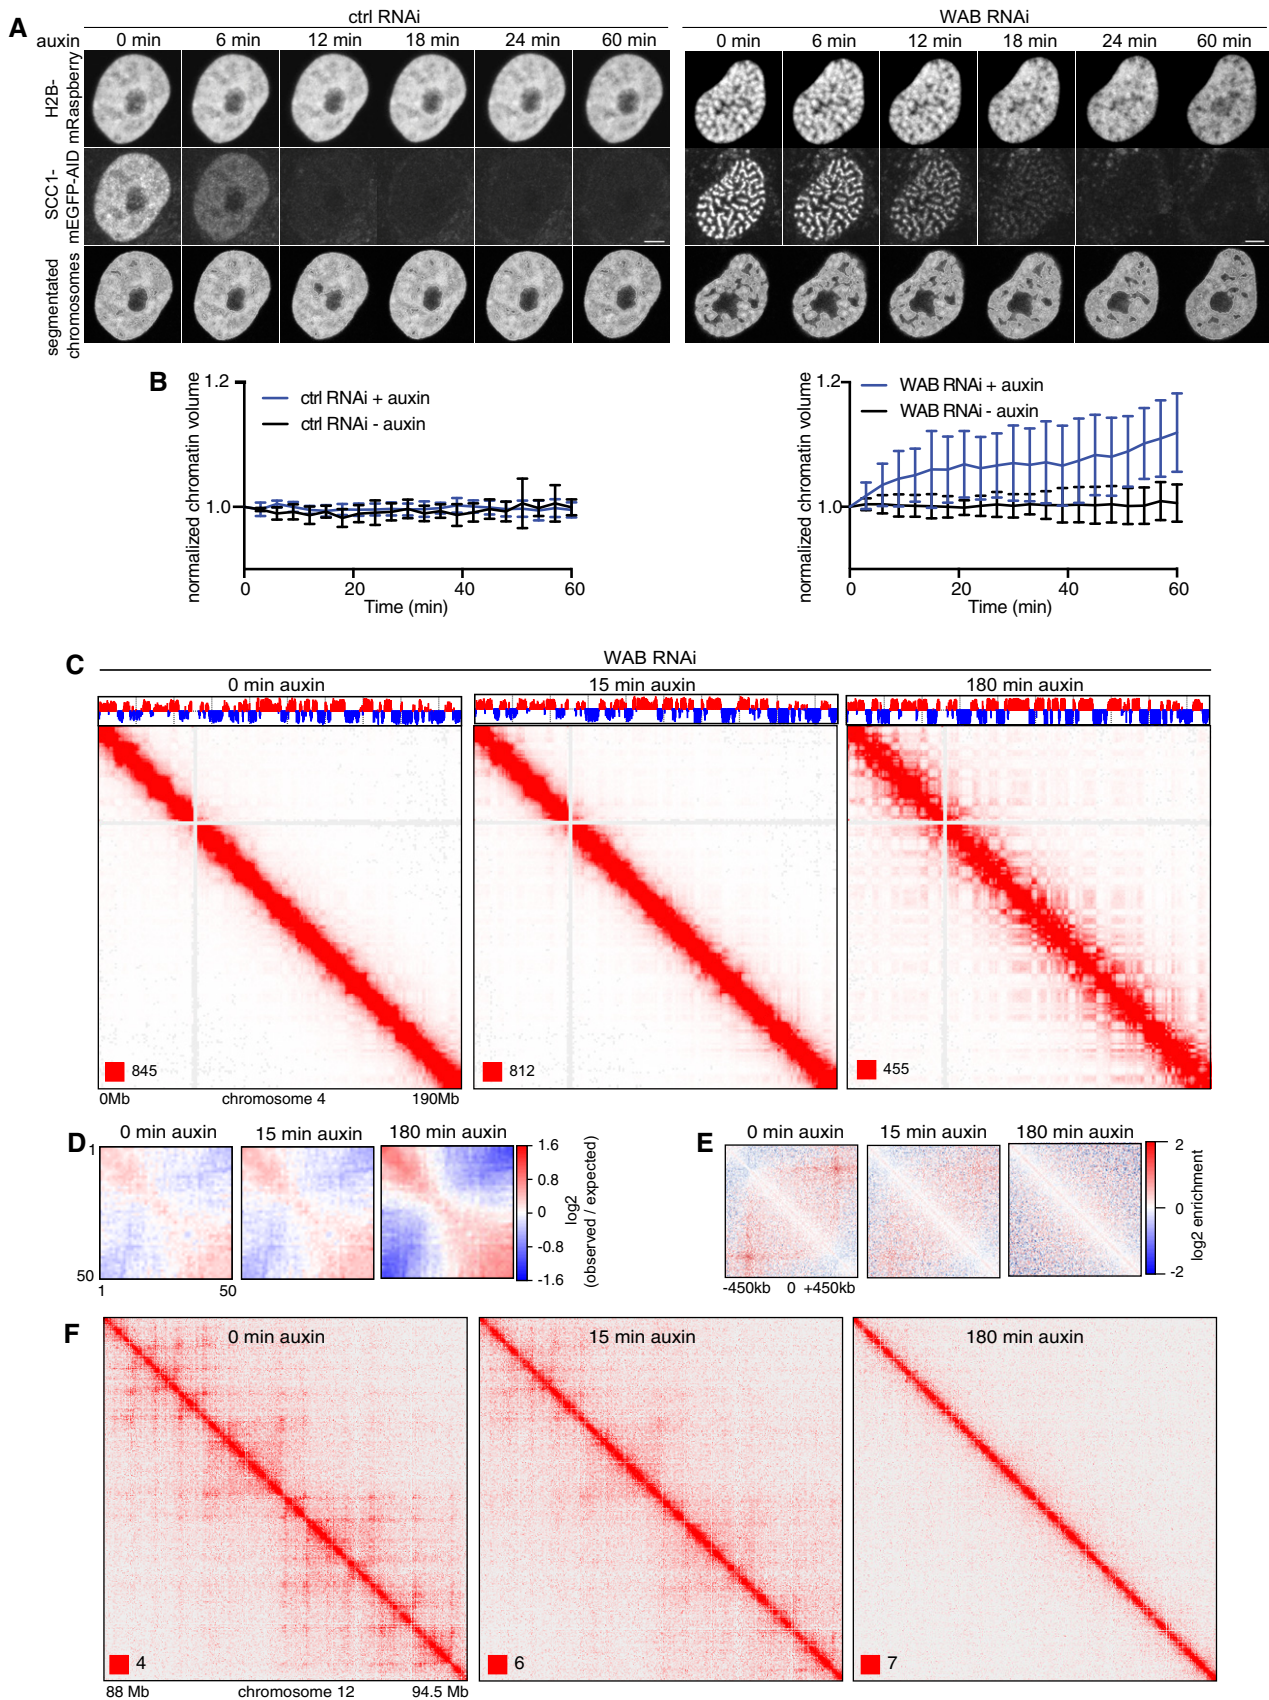 A
ctrl RNAi
WAB RNAi
auxin 0 min 6 min 12 min 18 min 24 min 60 min
0 min 6 min 12 min 18 min 24 min 60 min
H2B-
mRaspberry
SCC1-
mEGFP-AID
segmentated
chromosomes
B
normalized chromatin volume
1.2
1.0
ctrl RNAi + auxin
ctrl RNAi - auxin
0 20 40 60
Time (min)
normalized chromatin volume
1.2
1.0
WAB RNAi + auxin
WAB RNAi - auxin
0 20 40 60
Time (min)
C
WAB RNAi
0 min auxin 15 min auxin 180 min auxin
845 812 455
0Mb chromosome 4 190Mb
D
0 min auxin 15 min auxin 180 min auxin
1
50
1 50
1.6
0.8
0
-0.8
-1.6
log2
(observed / expected)
E
0 min auxin 15 min auxin 180 min auxin
-450kb 0 +450kb
2
0
-2
log2 enrichment
F
0 min auxin 15 min auxin 180 min auxin
4 6 7
88 Mb chromosome 12 94.5 Mb